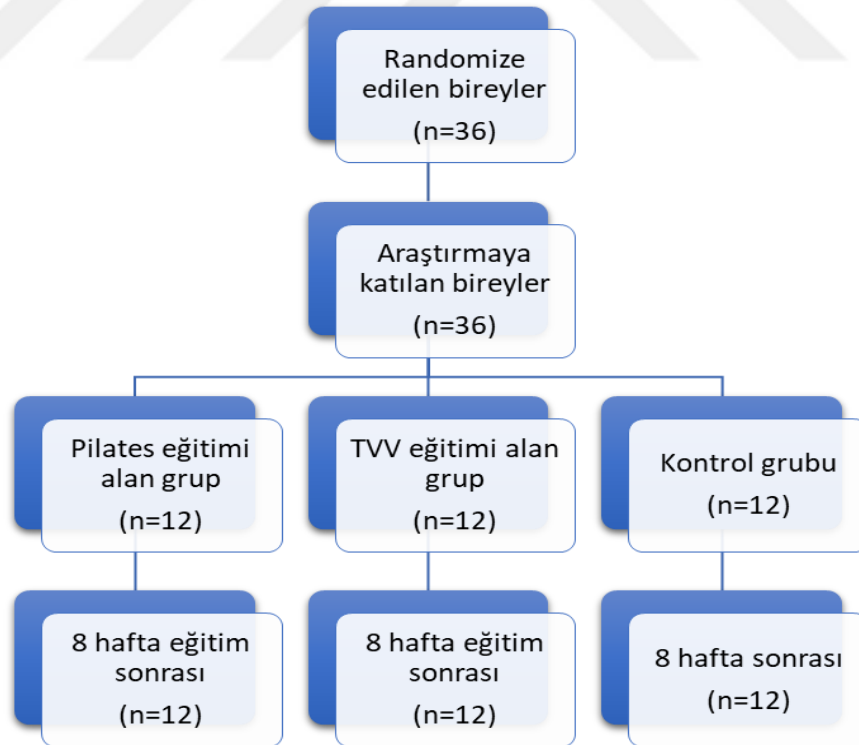 Randomize
edilen bireyler
(n=36)
Araştırmaya
katılan bireyler
(n=36)
Pilates eğitimi
alan grup
(n=12)
TVV eğitimi alan
grup
(n=12)
Kontrol grubu
(n=12)
8 hafta eğitim
sonrası
(n=12)
8 hafta eğitim
sonrası
(n=12)
8 hafta sonrası
(n=12)